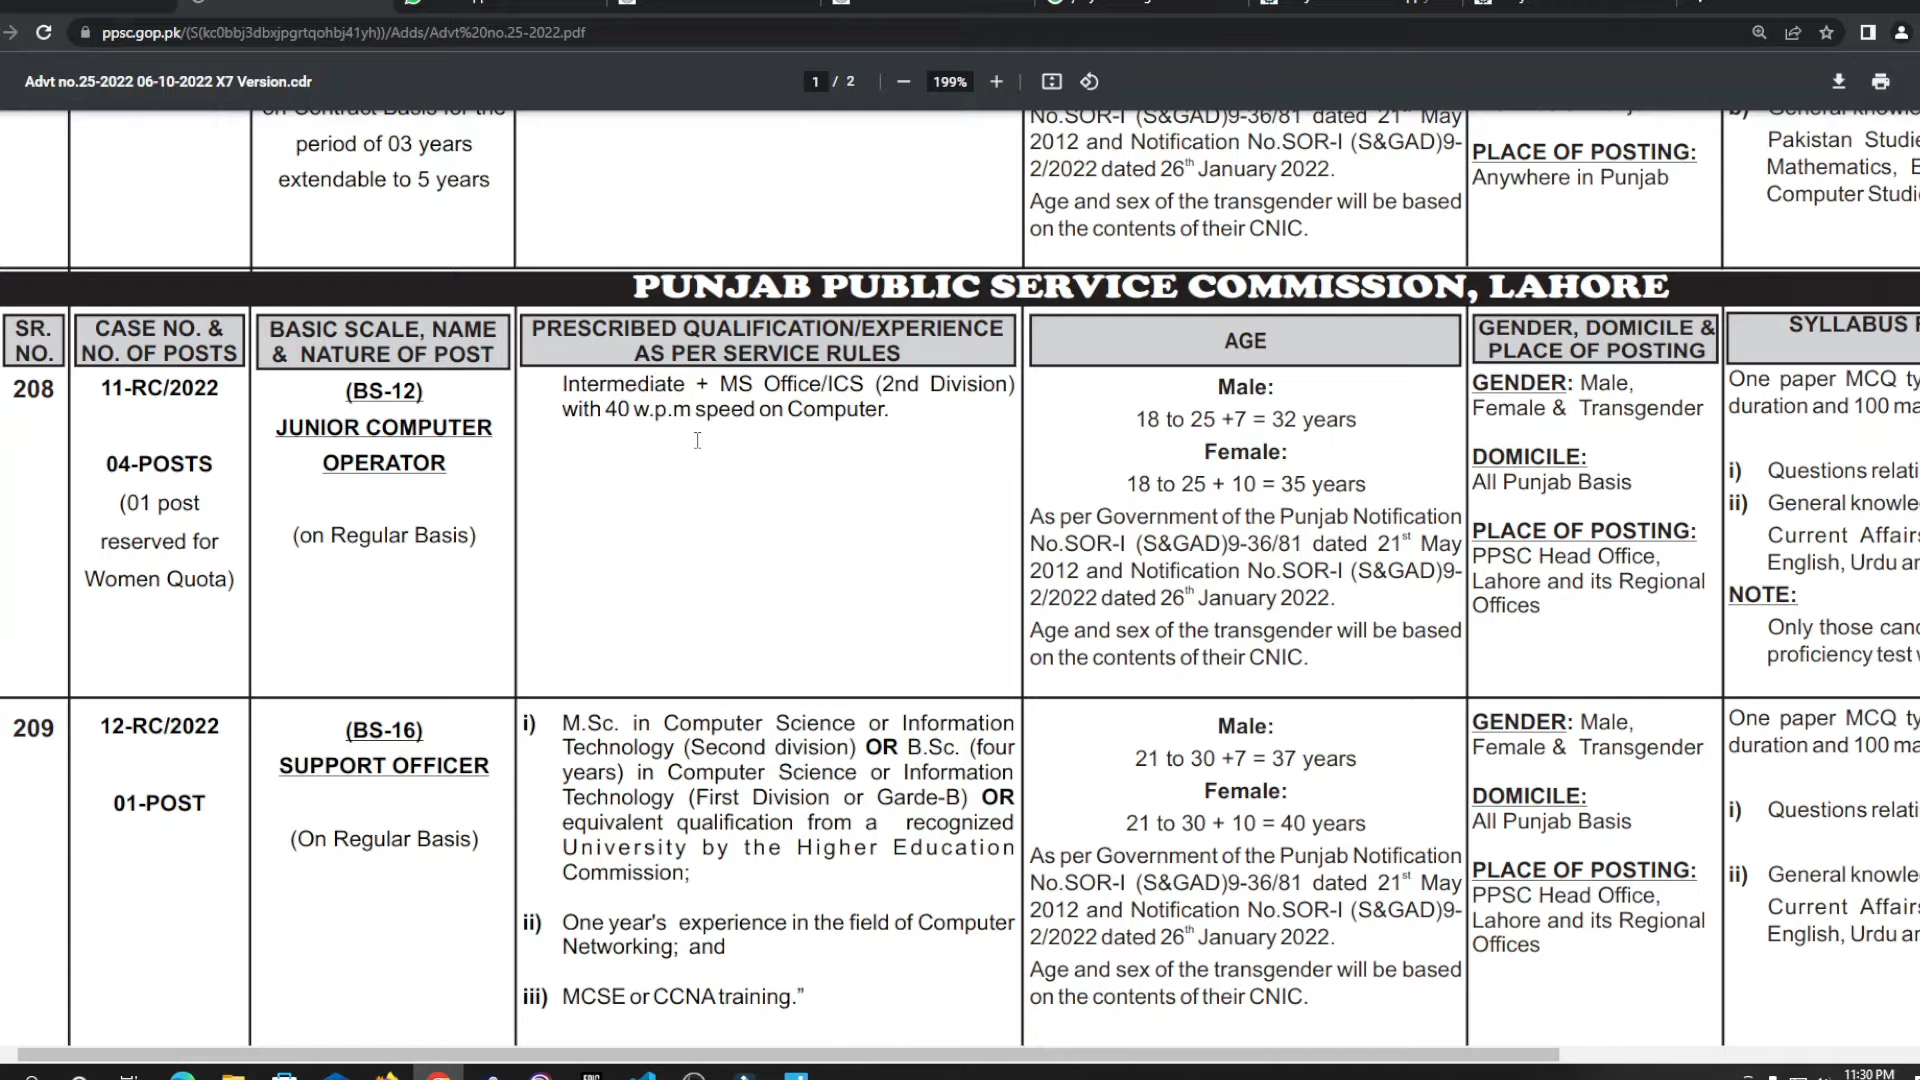 ppsc.gop.pk/(S(kc0bbj3dbxjpgrtqohbj41yh))/Adds/Advt%20no.25-2022.pdf
Advt no.25-2022 06-10-2022 X7 Version.cdr
1 / 2
199%
on Contract Basis for the
period of 03 years
extendable to 5 years
No.SOR-I (S&GAD)9-36/81 dated 21st May
2012 and Notification No.SOR-I (S&GAD)9-
2/2022 dated 26th January 2022.
Age and sex of the transgender will be based
on the contents of their CNIC.
PLACE OF POSTING:
Anywhere in Punjab
Pakistan
Mathematics,
Computer
PUNJAB PUBLIC SERVICE COMMISSION, LAHORE
SR.
NO.
CASE NO. &
NO. OF POSTS
BASIC SCALE, NAME
& NATURE OF POST
PRESCRIBED QUALIFICATION/EXPERIENCE
AS PER SERVICE RULES
AGE
GENDER, DOMICILE &
PLACE OF POSTING
SYLLABUS
208
11-RC/2022
04-POSTS
(01 post
reserved for
Women Quota)
(BS-12)
JUNIOR COMPUTER
OPERATOR
(on Regular Basis)
Intermediate + MS Office/ICS (2nd Division)
with 40 w.p.m speed on Computer.
Male:
18 to 25 +7 = 32 years
Female:
18 to 25 + 10 = 35 years
As per Government of the Punjab Notification
No.SOR-I (S&GAD)9-36/81 dated 21st May
2012 and Notification No.SOR-I (S&GAD)9-
2/2022 dated 26th January 2022.
Age and sex of the transgender will be based
on the contents of their CNIC.
GENDER: Male,
Female & Transgender
DOMICILE:
All Punjab Basis
PLACE OF POSTING:
PPSC Head Office,
Lahore and its Regional
Offices
One paper MCQ
duration and 100
i) Questions
ii) General
Current
English, Urdu
NOTE:
Only those
proficiency test
209
12-RC/2022
01-POST
(BS-16)
SUPPORT OFFICER
(On Regular Basis)
i) M.Sc. in Computer Science or Information
Technology (Second division) OR B.Sc. (four
years) in Computer Science or Information
Technology (First Division or Garde-B) OR
equivalent qualification from a recognized
University by the Higher Education
Commission;
ii) One year's experience in the field of Computer
Networking; and
iii) MCSE or CCNA training.”
Male:
21 to 30 +7 = 37 years
Female:
21 to 30 + 10 = 40 years
As per Government of the Punjab Notification
No.SOR-I (S&GAD)9-36/81 dated 21st May
2012 and Notification No.SOR-I (S&GAD)9-
2/2022 dated 26th January 2022.
Age and sex of the transgender will be based
on the contents of their CNIC.
GENDER: Male,
Female & Transgender
DOMICILE:
All Punjab Basis
PLACE OF POSTING:
PPSC Head Office,
Lahore and its Regional
Offices
One paper MCQ
duration and 100
i) Questions
ii) General
Current
English, Urdu
11:30 PM